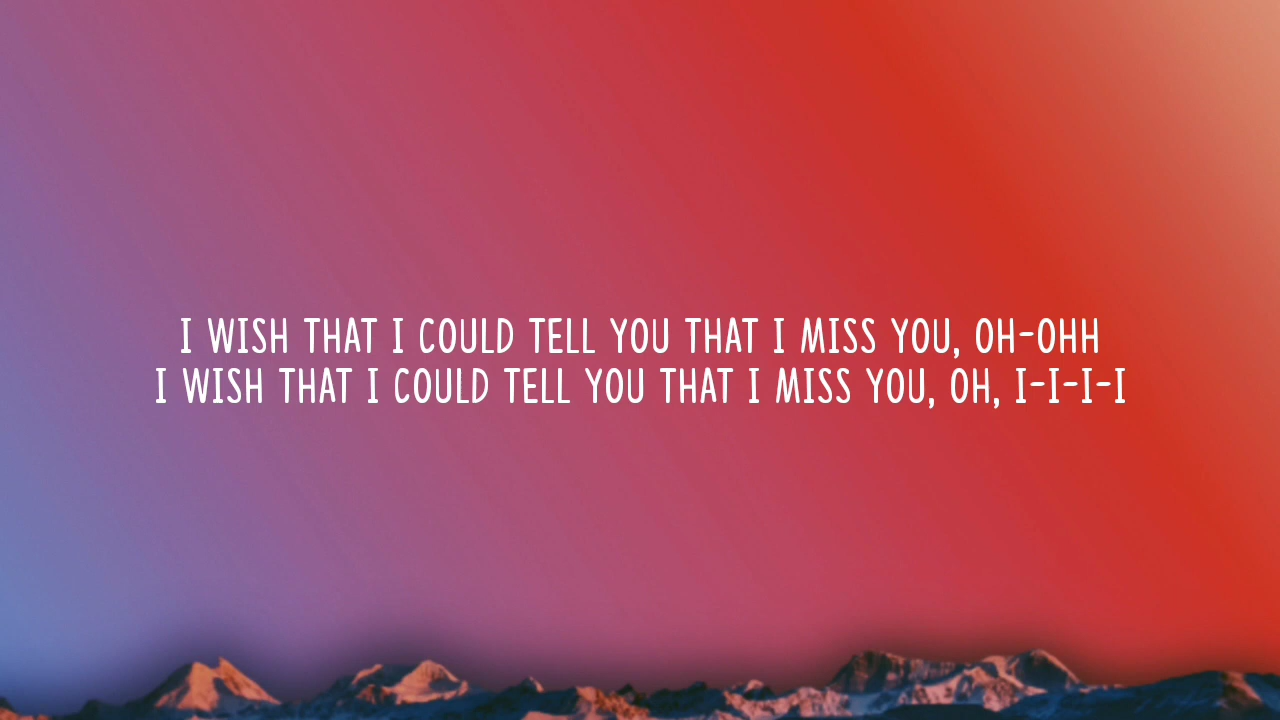 I WISH THAT I COULD TELL YOU THAT I MISS YOU, OH-OHH
I WISH THAT I COULD TELL YOU THAT I MISS YOU, OH, I-I-I-I